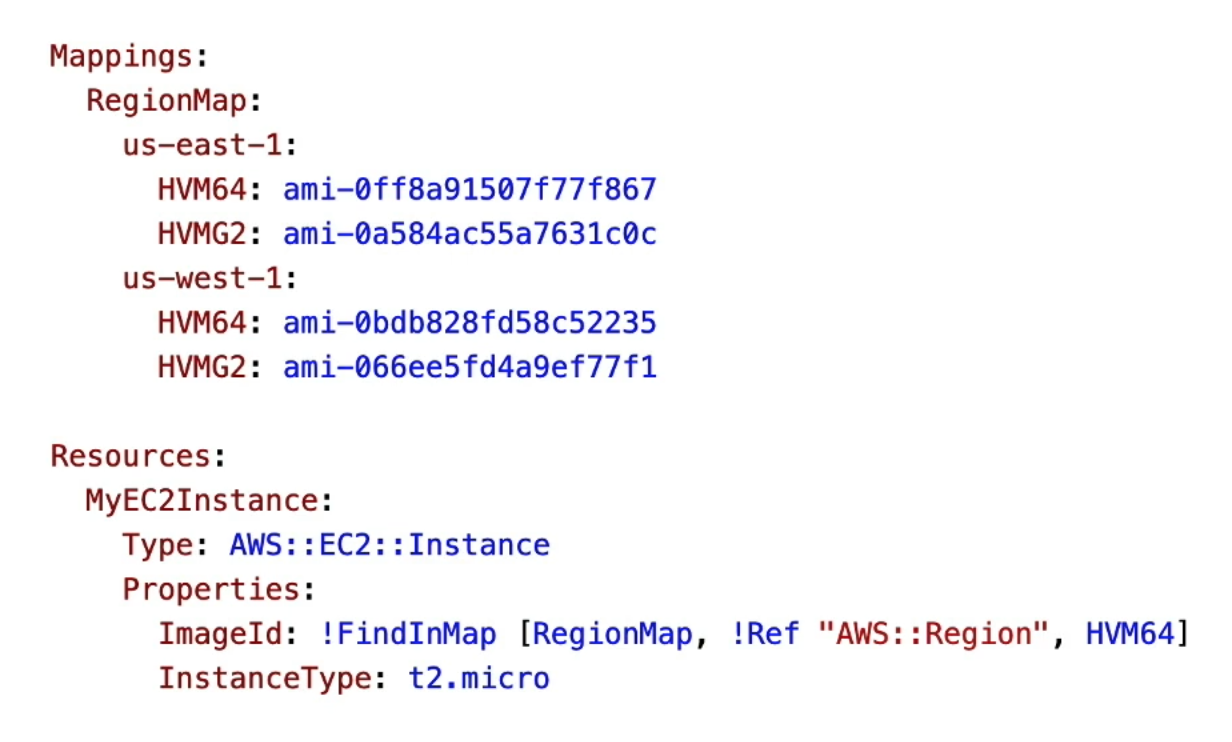 Mappings:
  RegionMap:
    us-east-1:
      HVM64: ami-0ff8a91507f77f867
      HVMG2: ami-0a584ac55a7631c0c
    us-west-1:
      HVM64: ami-0bdb828fd58c52235
      HVMG2: ami-066ee5fd4a9ef77f1

Resources:
  MyEC2Instance:
    Type: AWS::EC2::Instance
    Properties:
      ImageId: !FindInMap [RegionMap, !Ref "AWS::Region", HVM64]
      InstanceType: t2.micro